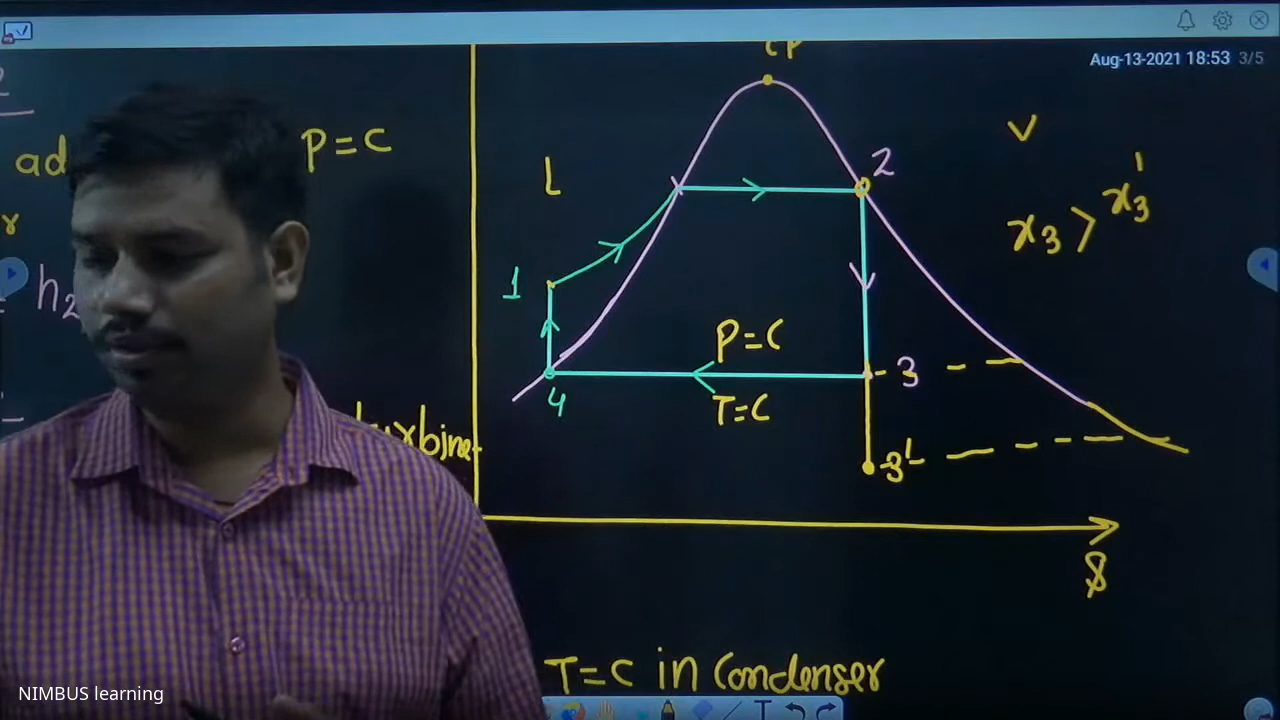 Aug-13-2021 18:53 3/5
CP
ad
P=C
L
2
V
x3 > x3'
1
h2
P=C
3
4
T=C
3'
S
T=C in Condenser
NIMBUS learning